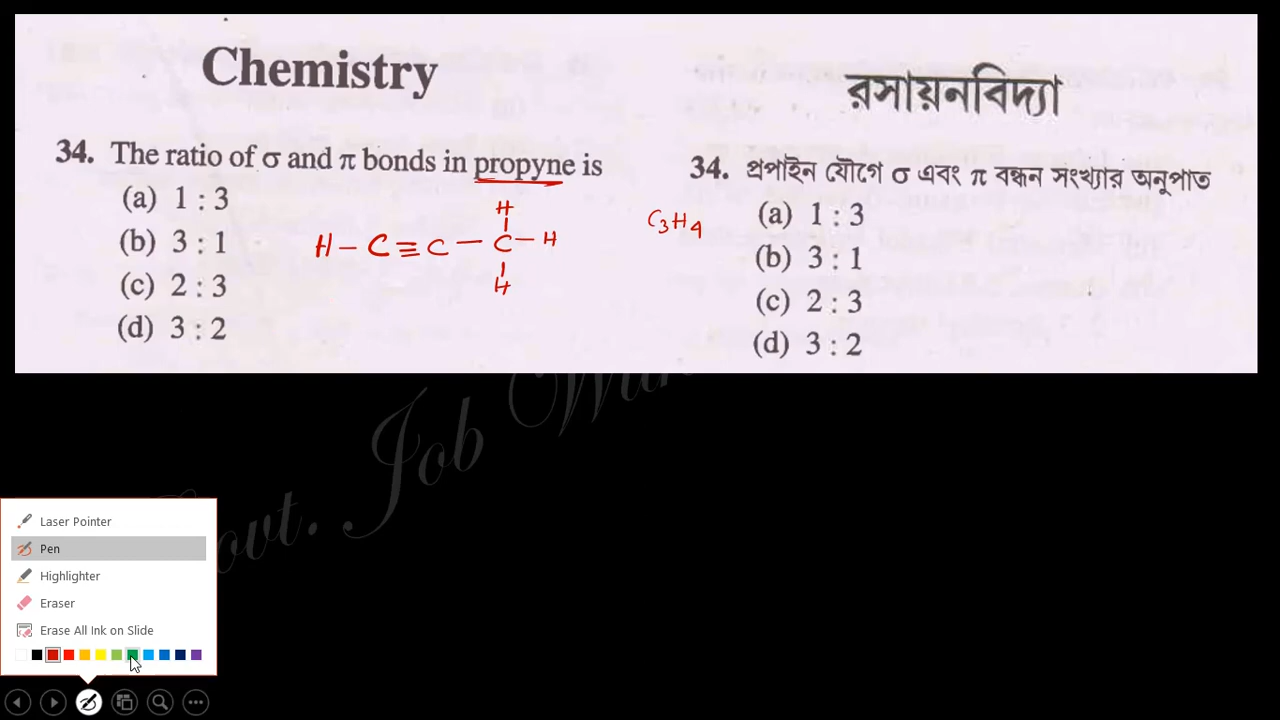 Chemistry
34. The ratio of σ and π bonds in propyne is
(a) 1 : 3
(b) 3 : 1
(c) 2 : 3
(d) 3 : 2
H
H – C ≡ C – C – H
H
C3H4
রসায়নবিদ্যা
34. প্রপাইন যৌগে σ এবং π বন্ধন সংখ্যার অনুপাত
(a) 1 : 3
(b) 3 : 1
(c) 2 : 3
(d) 3 : 2
Govt. Job
Laser Pointer
Pen
Highlighter
Eraser
Erase All Ink on Slide